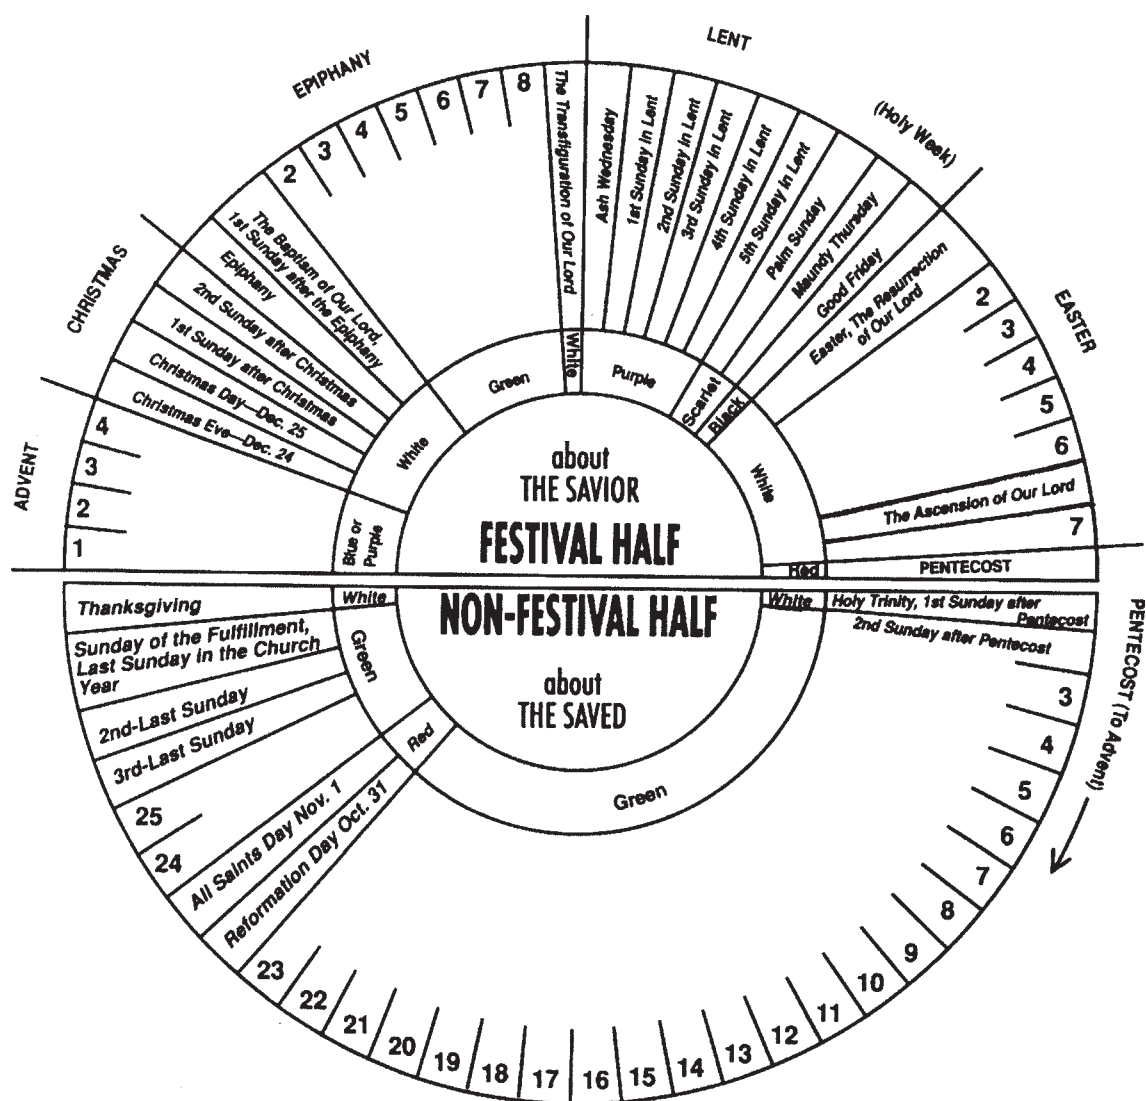 ADVENT
1
2
3
4
CHRISTMAS
Christmas Eve—Dec. 24
Christmas Day—Dec. 25
1st Sunday after Christmas
2nd Sunday after Christmas
EPIPHANY
Epiphany
The Baptism of Our Lord,
1st Sunday after the Epiphany
2
3
4
5
6
7
8
The Transfiguration of Our Lord
LENT
Ash Wednesday
1st Sunday in Lent
2nd Sunday in Lent
3rd Sunday in Lent
4th Sunday in Lent
5th Sunday in Lent
(Holy Week)
Palm Sunday
Maundy Thursday
Good Friday
EASTER
Easter, The Resurrection
of Our Lord
2
3
4
5
6
The Ascension of Our Lord
7
PENTECOST
Blue or
Purple
White
Green
White
Purple
Scarlet
Black
White
Red
about
THE SAVIOR
FESTIVAL HALF
NON-FESTIVAL HALF
about
THE SAVED
White
Green
Red
Green
White
PENTECOST (To Advent)
Holy Trinity, 1st Sunday after
Pentecost
2nd Sunday after Pentecost
3
4
5
6
7
8
9
10
11
12
13
14
15
16
17
18
19
20
21
22
23
Reformation Day Oct. 31
All Saints Day Nov. 1
24
25
3rd-Last Sunday
2nd-Last Sunday
Sunday of the Fulfillment,
Last Sunday in the Church
Year
Thanksgiving